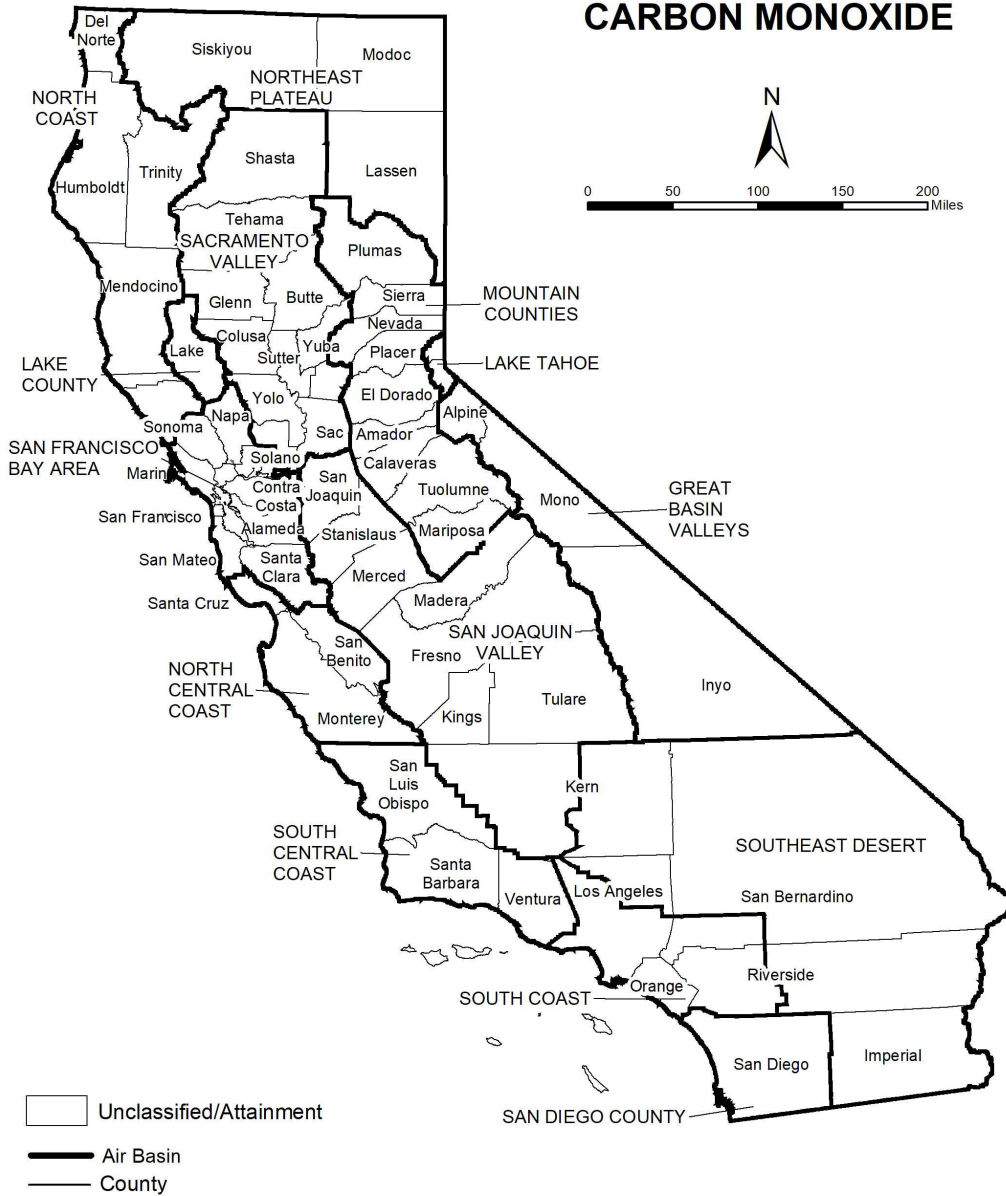 CARBON MONOXIDE
Del
Norte
Siskiyou
Modoc
NORTHEAST
PLATEAU
NORTH
COAST
N
0 50 100 150 200
Miles
Shasta
Trinity
Lassen
Humboldt
Tehama
SACRAMENTO
VALLEY
Plumas
Mendocino
Glenn
Butte
Sierra
MOUNTAIN
COUNTIES
Nevada
Colusa
Yuba
Lake
Sutter
Placer
LAKE
COUNTY
LAKE TAHOE
Yolo
El Dorado
Napa
Alpine
Sonoma
Sac
Amador
SAN FRANCISCO
BAY AREA
Solano
Calaveras
Marin
San
Joaquin
Contra
Costa
Tuolumne
Mono
GREAT
BASIN
VALLEYS
San Francisco
Alameda
Stanislaus
Mariposa
San Mateo
Santa
Clara
Merced
Santa Cruz
Madera
San
Benito
SAN JOAQUIN
VALLEY
Fresno
NORTH
CENTRAL
COAST
Inyo
Tulare
Monterey
Kings
San
Luis
Obispo
Kern
SOUTH
CENTRAL
COAST
SOUTHEAST DESERT
Santa
Barbara
Ventura
Los Angeles
San Bernardino
Riverside
Orange
SOUTH COAST
San Diego
Imperial
SAN DIEGO COUNTY
Unclassified/Attainment
Air Basin
County